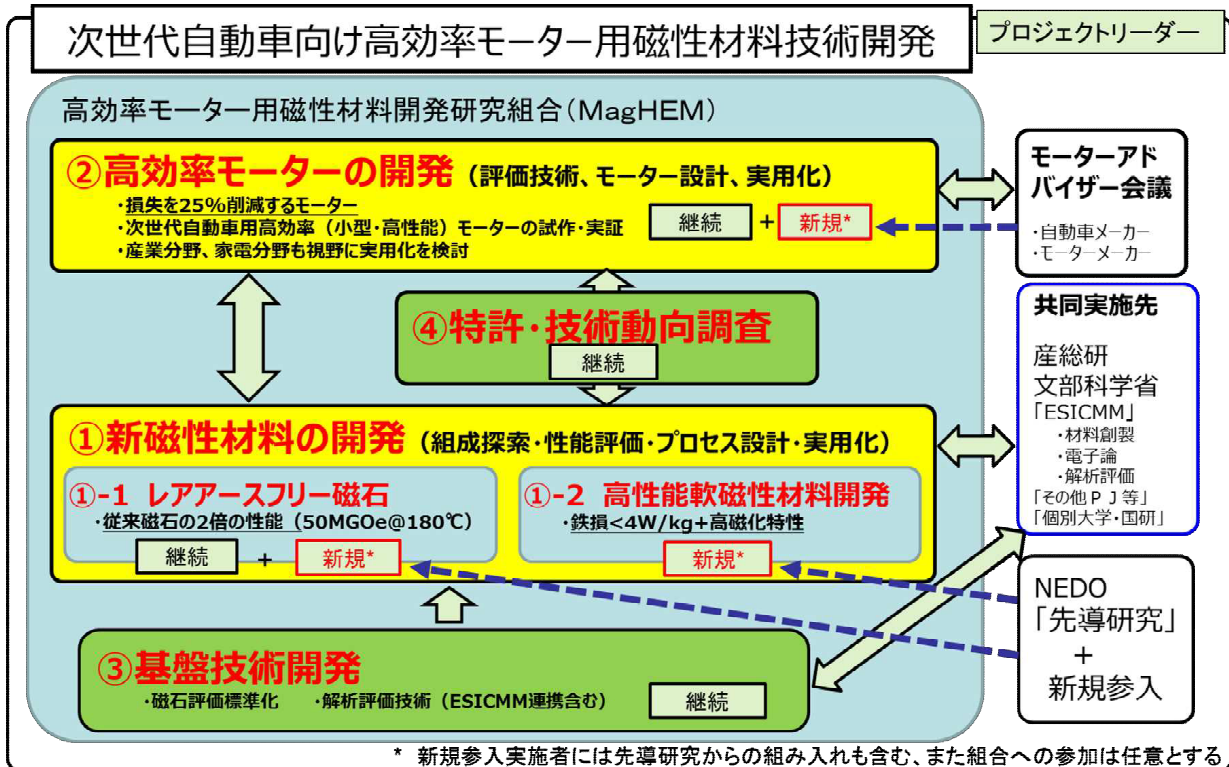 次世代自動車向け高効率モーター用磁性材料技術開発
プロジェクトリーダー
高効率モーター用磁性材料開発研究組合(MagHEM)
②高効率モーターの開発(評価技術、モーター設計、実用化)
・損失を25%削減するモーター
・次世代自動車用高効率(小型・高性能)モーターの試作・実証
・産業分野、家電分野も視野に実用化を検討
継続 + 新規*
モーターアド
バイザー会議
・自動車メーカー
・モーターメーカー
④特許・技術動向調査
継続
共同実施先
産総研
文部科学省
「ESICMM」
・材料創製
・電子論
・解析評価
「その他PJ等」
「個別大学・国研」
①新磁性材料の開発(組成探索・性能評価・プロセス設計・実用化)
①-1 レアアースフリー磁石
・従来磁石の2倍の性能(50MGOe@180℃)
継続 + 新規*
①-2 高性能軟磁性材料開発
・鉄損<4W/kg+高磁化特性
新規*
NEDO
「先導研究」
+
新規参入
③基盤技術開発
・磁石評価標準化 ・解析評価技術(ESICMM連携含む)
継続
* 新規参入実施者には先導研究からの組み入れも含む、また組合への参加は任意とする